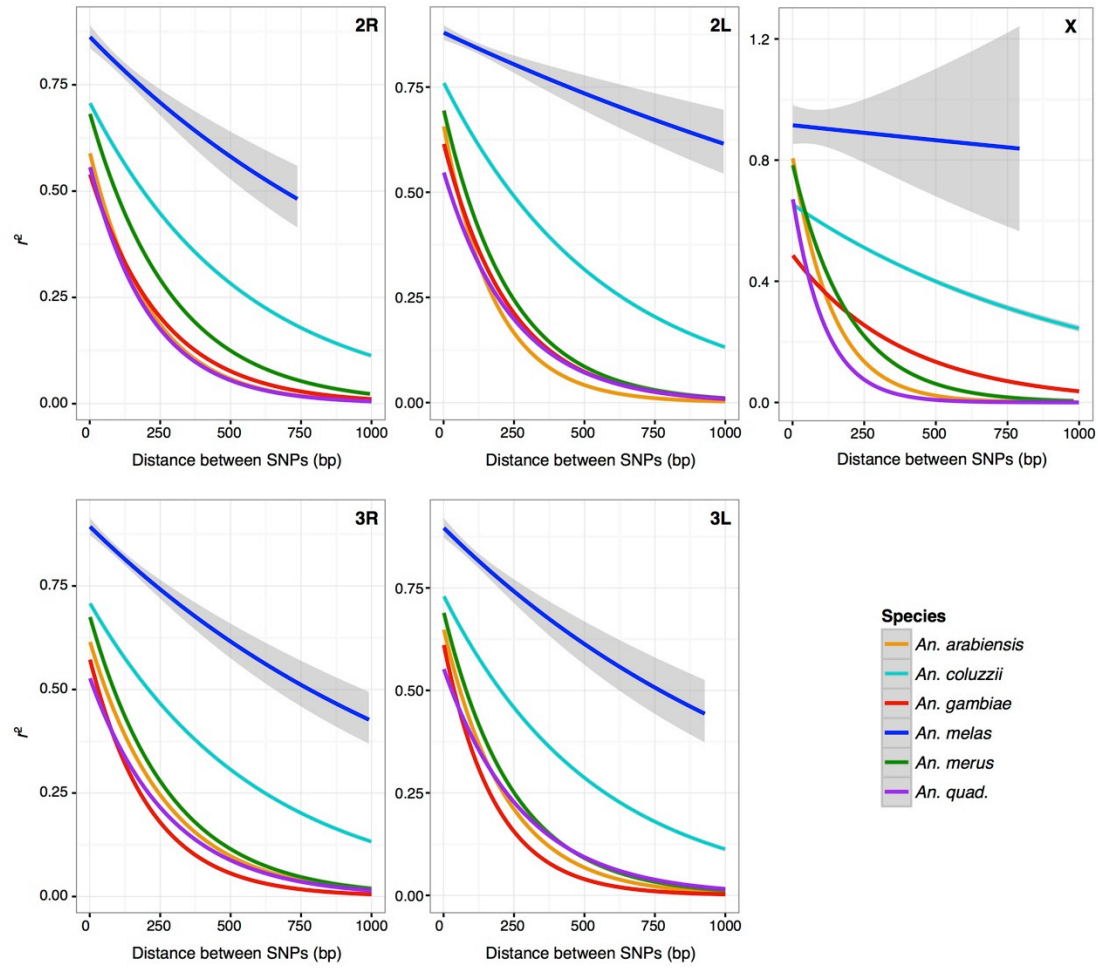 2R
2L
X
r²
0.75
0.50
0.25
0.00
0 250 500 750 1000
Distance between SNPs (bp)
0.75
0.50
0.25
0.00
0 250 500 750 1000
Distance between SNPs (bp)
1.2
0.8
0.4
0.0
0 250 500 750 1000
Distance between SNPs (bp)
3R
3L
r²
0.75
0.50
0.25
0.00
0 250 500 750 1000
Distance between SNPs (bp)
0.75
0.50
0.25
0.00
0 250 500 750 1000
Distance between SNPs (bp)
Species
An. arabiensis
An. coluzzii
An. gambiae
An. melas
An. merus
An. quad.